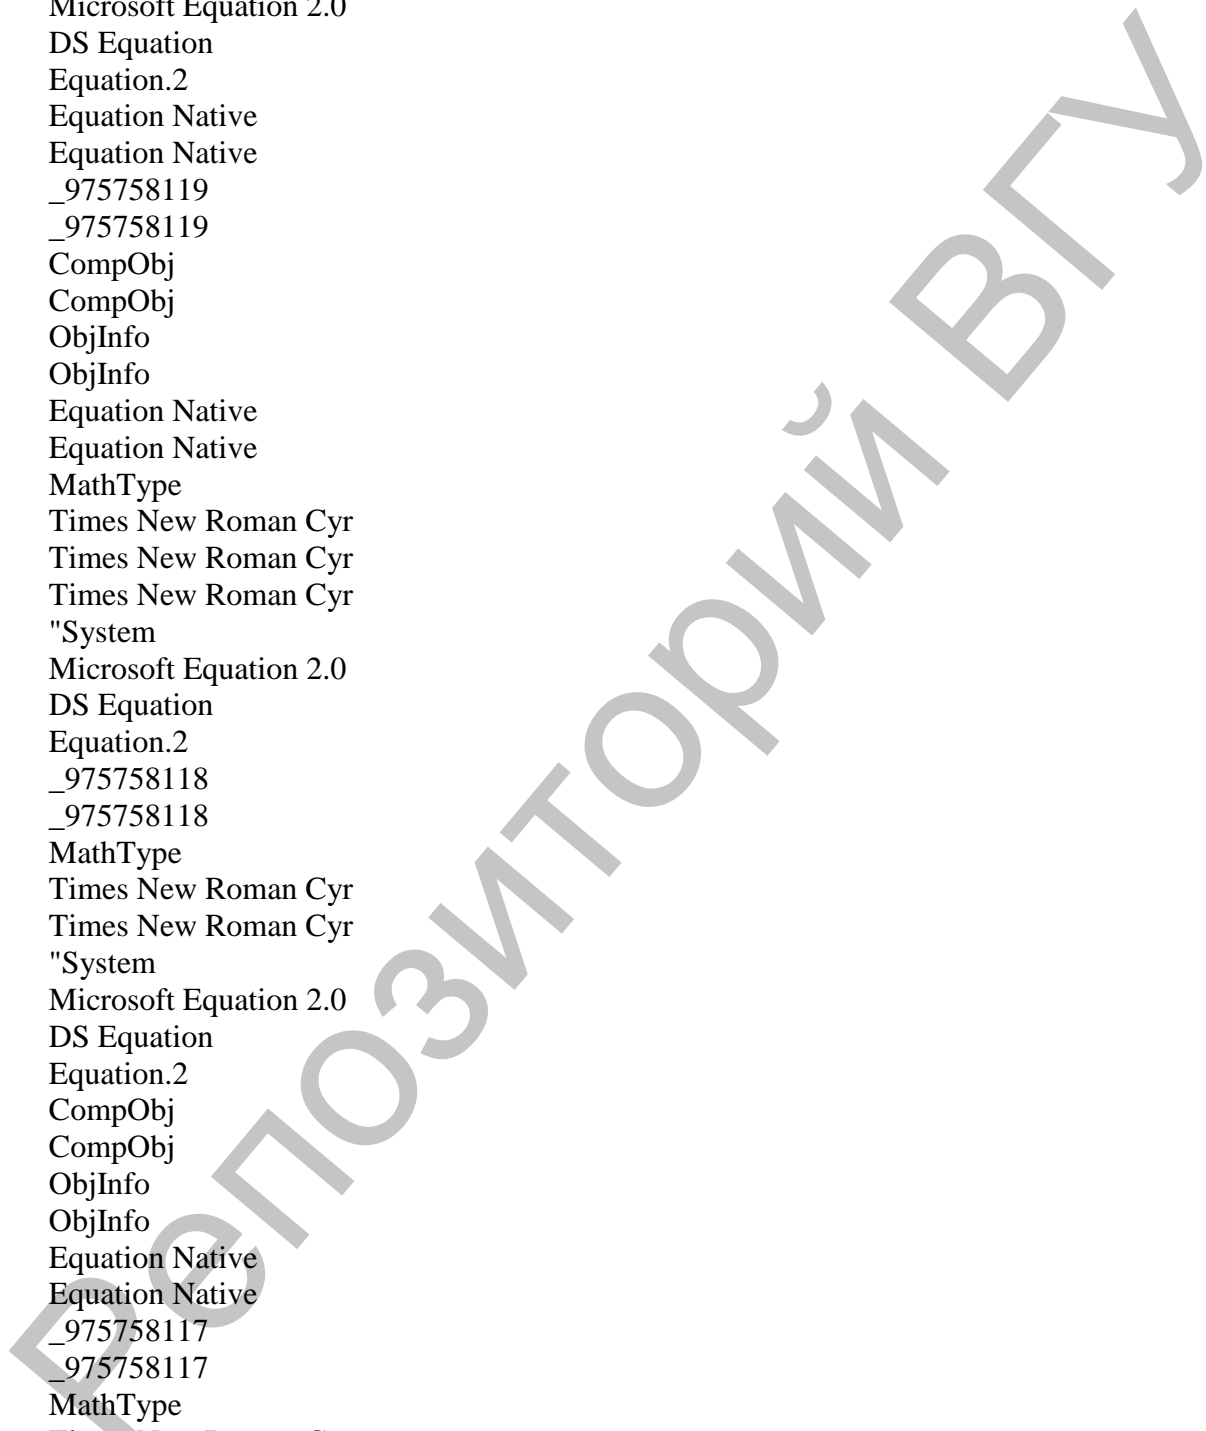 Microsoft Equation 2.0
DS Equation
Equation.2
Equation Native
Equation Native
_975758119
_975758119
CompObj
CompObj
ObjInfo
ObjInfo
Equation Native
Equation Native
MathType
Times New Roman Cyr
Times New Roman Cyr
Times New Roman Cyr
"System
Microsoft Equation 2.0
DS Equation
Equation.2
_975758118
_975758118
MathType
Times New Roman Cyr
Times New Roman Cyr
"System
Microsoft Equation 2.0
DS Equation
Equation.2
CompObj
CompObj
ObjInfo
ObjInfo
Equation Native
Equation Native
_975758117
_975758117
MathType
Репозиторий ВГУ